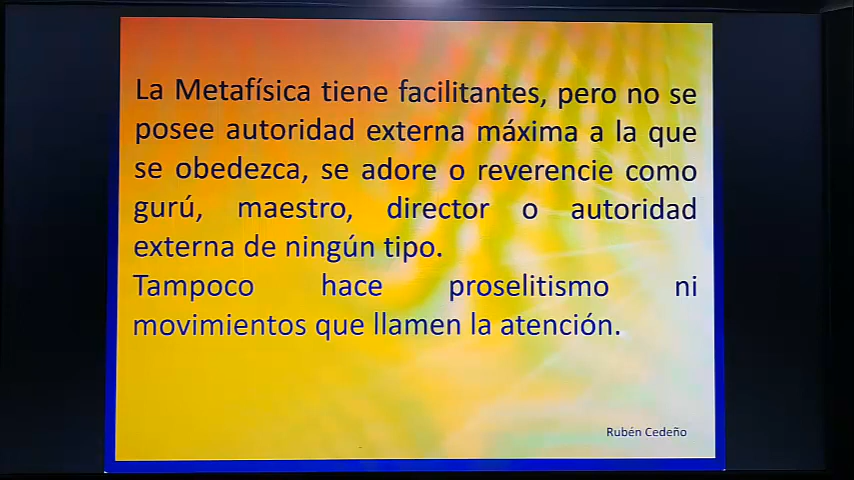 La Metafísica tiene facilitantes, pero no se
posee autoridad externa máxima a la que
se obedezca, se adore o reverencie como
gurú, maestro, director o autoridad
externa de ningún tipo.
Tampoco hace proselitismo ni
movimientos que llamen la atención.
Rubén Cedeño